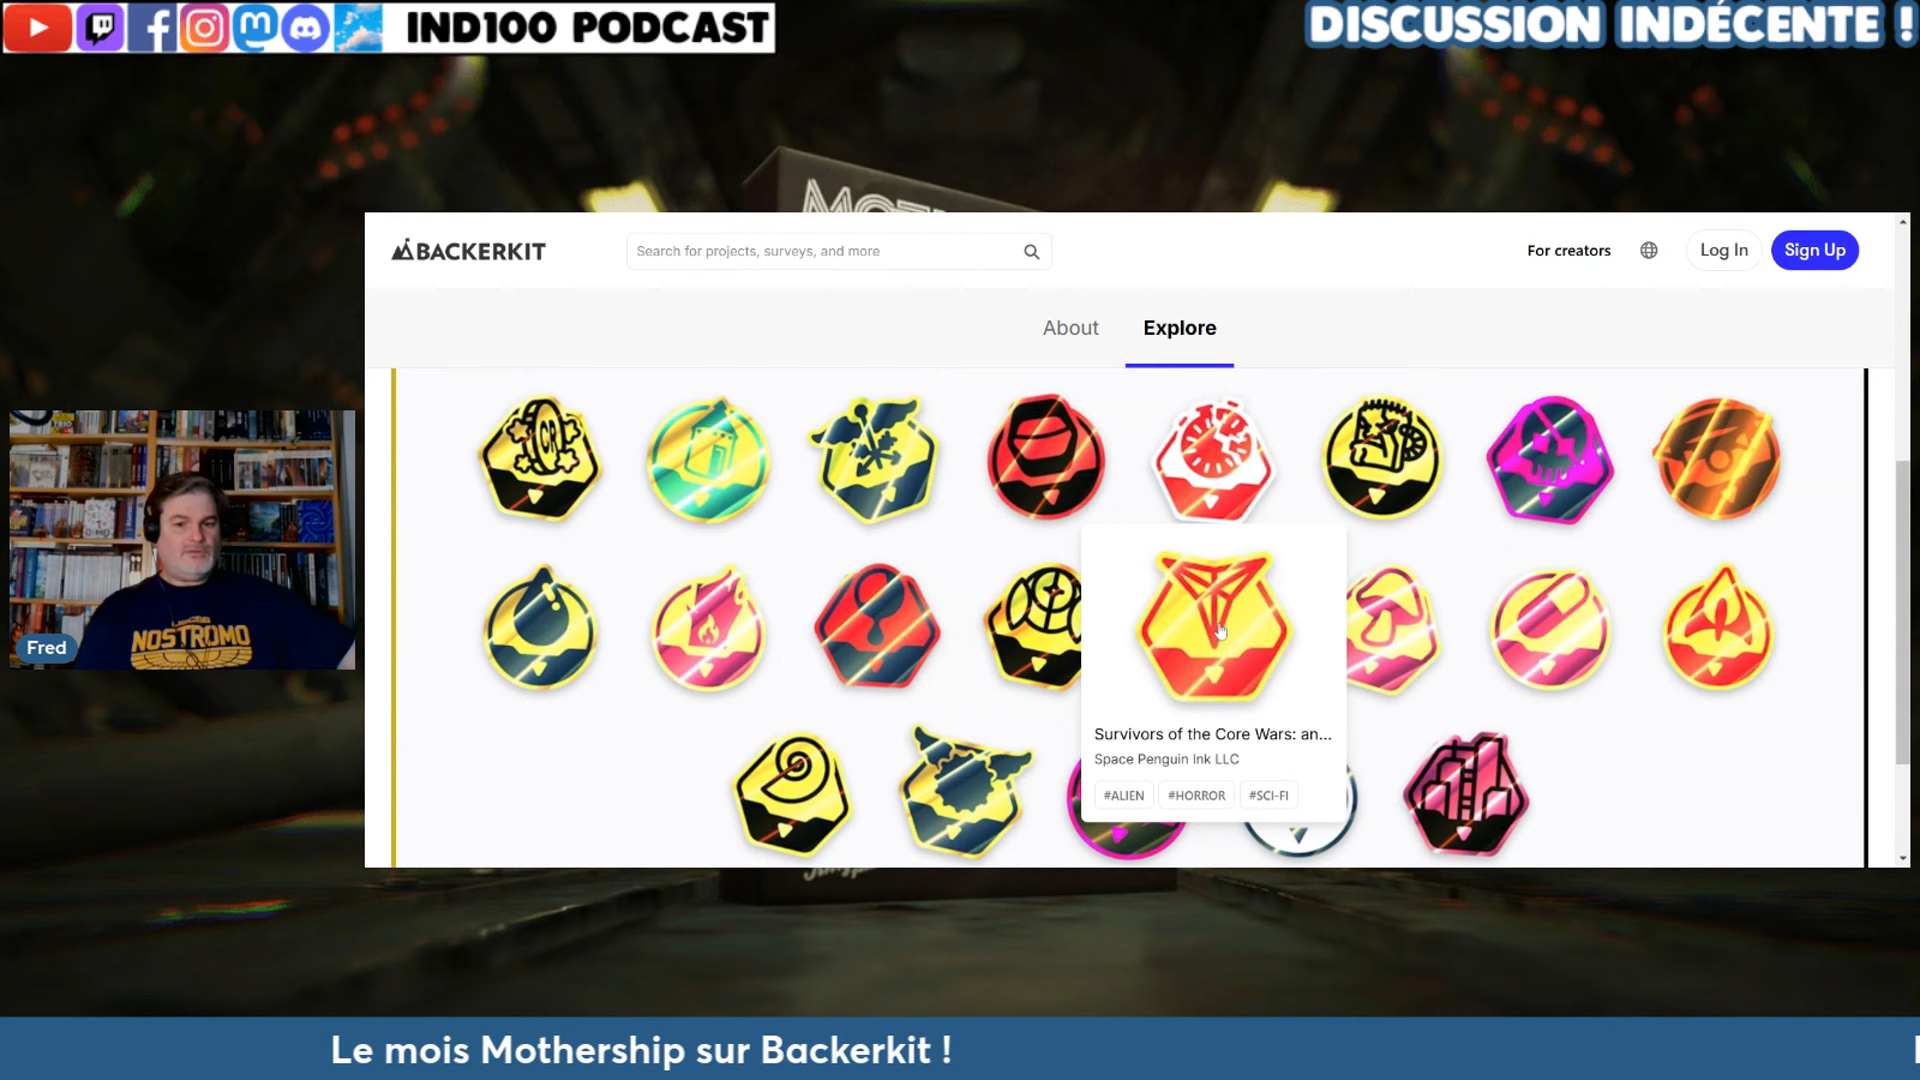 IND100 PODCAST
DISCUSSION INDÉCENTE !
BACKERKIT
Search for projects, surveys, and more
For creators
Log In
Sign Up
About
Explore
CR
Survivors of the Core Wars: an...
Space Penguin Ink LLC
#ALIEN
#HORROR
#SCI-FI
NOSTROMO
Fred
Le mois Mothership sur Backerkit !